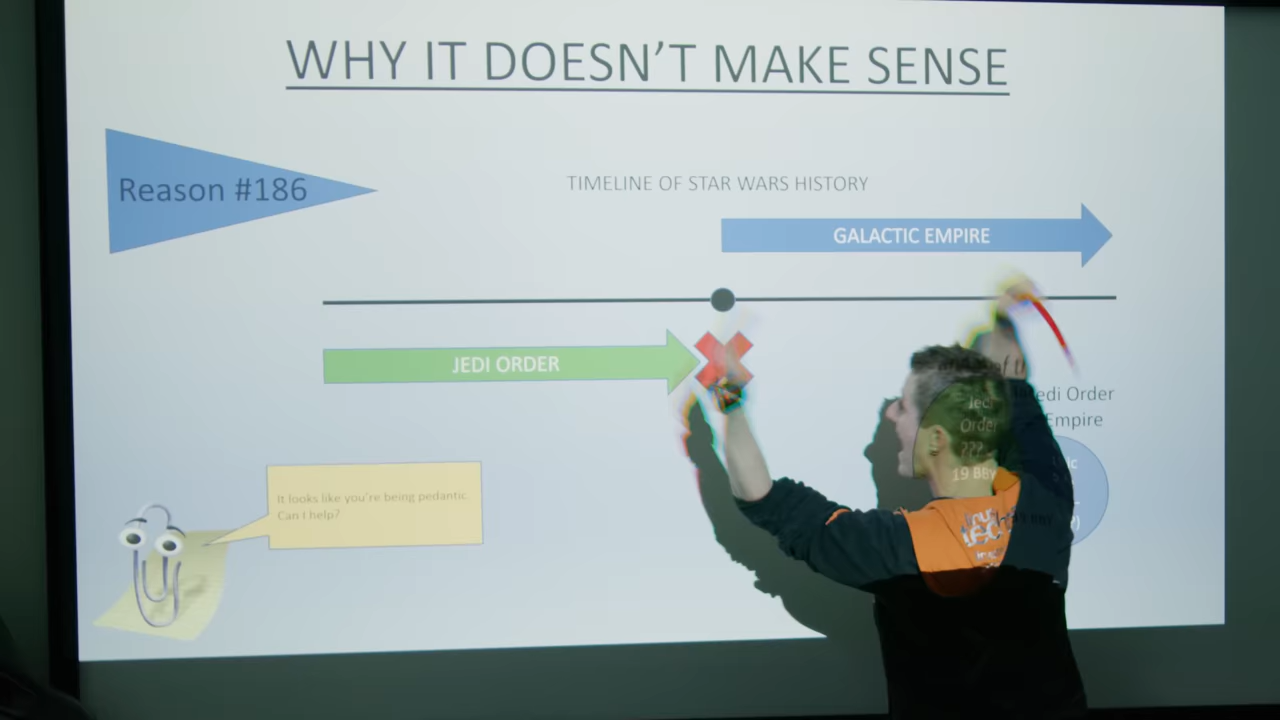 WHY IT DOESN'T MAKE SENSE
Reason #186
TIMELINE OF STAR WARS HISTORY
GALACTIC EMPIRE
JEDI ORDER
It looks like you're being pedantic.
Can I help?
Jedi Order
Empire
Jedi
Order
???
19 BBY